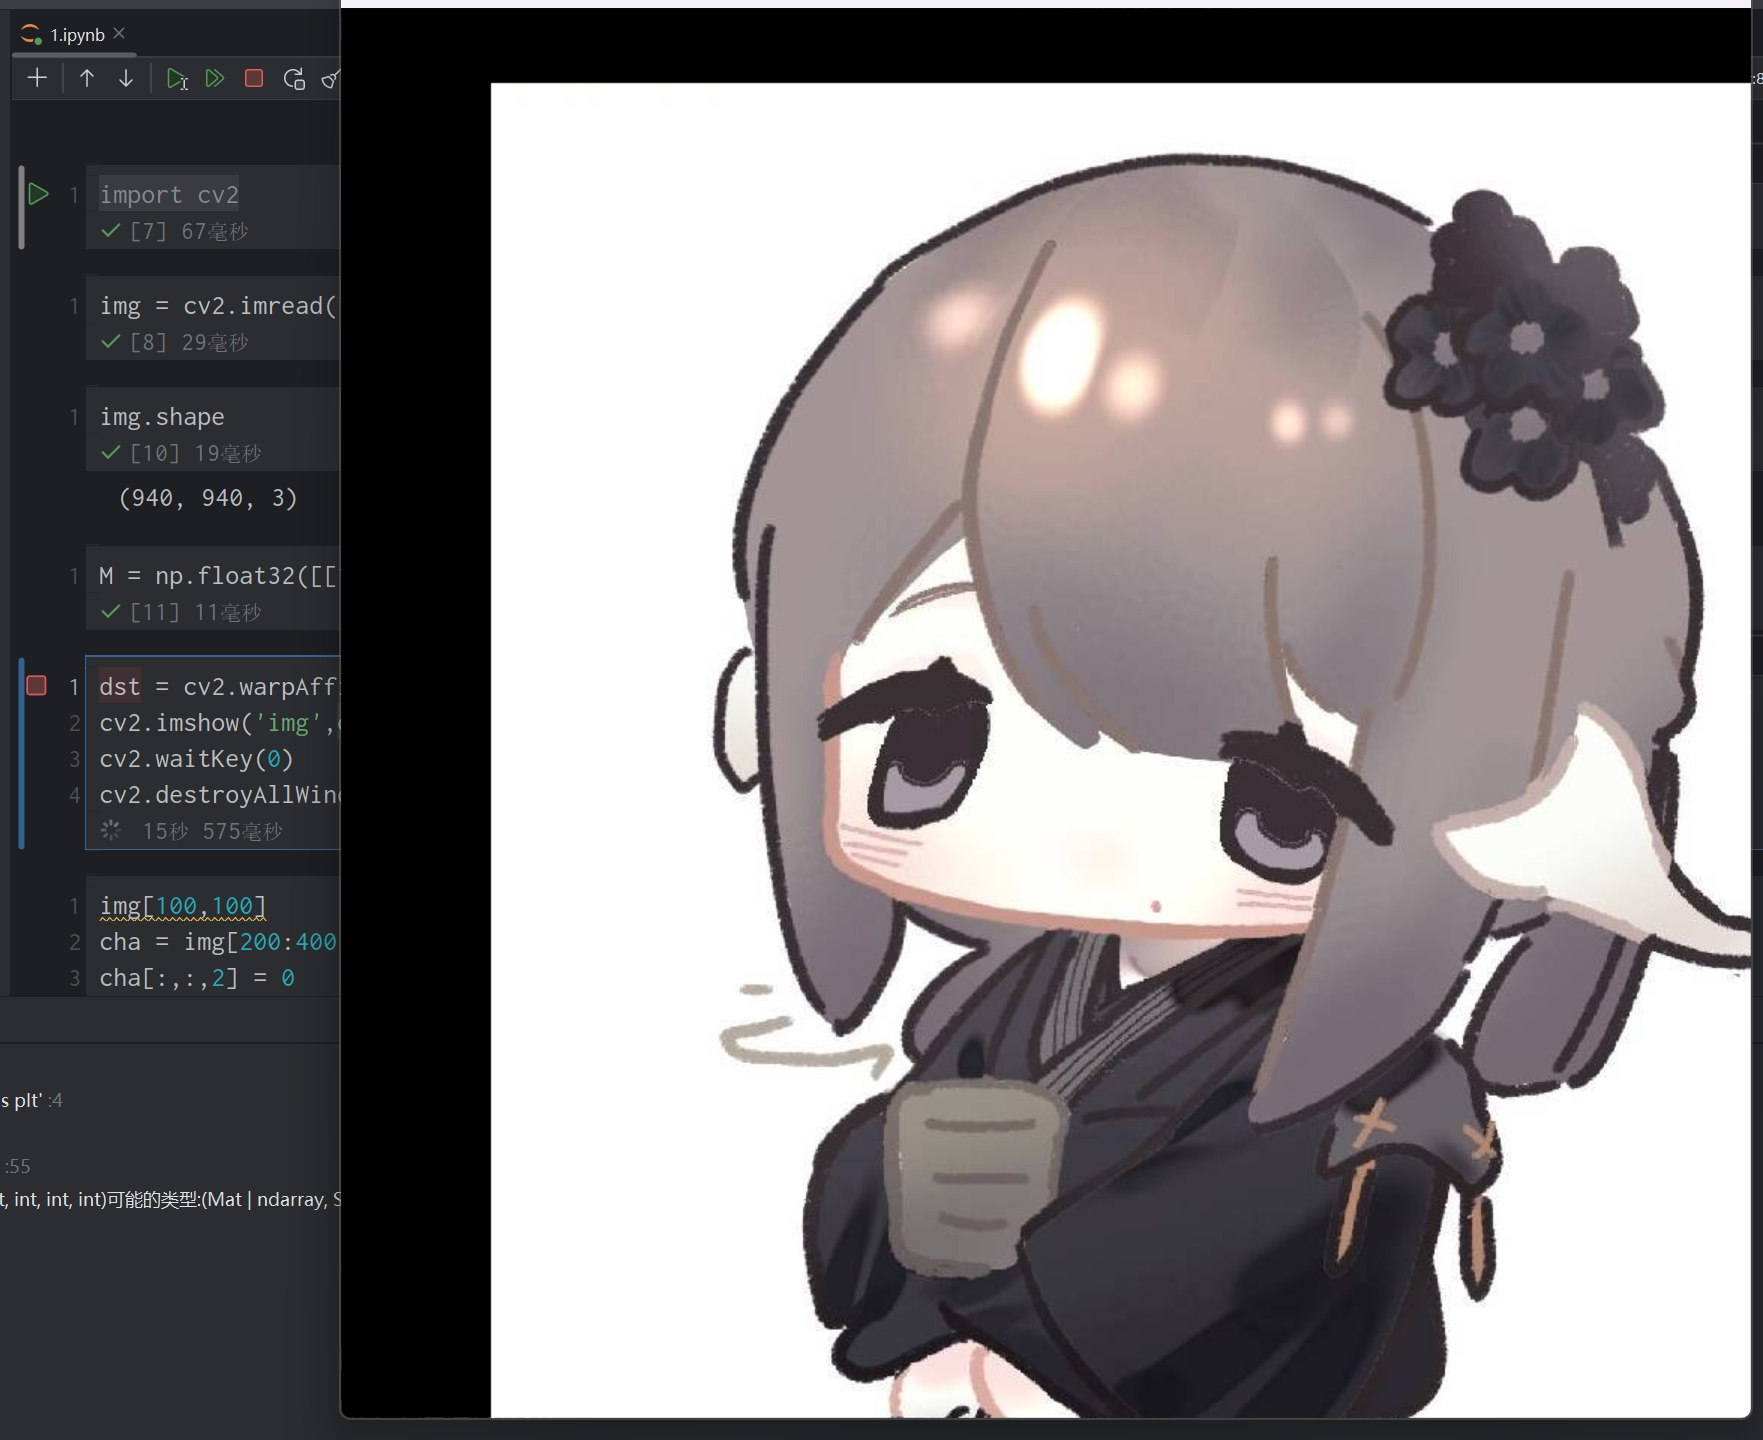 1.ipynb
1 import cv2
[7] 67毫秒
1 img = cv2.imread(
[8] 29毫秒
1 img.shape
[10] 19毫秒
(940, 940, 3)
1 M = np.float32([[
[11] 11毫秒
1 dst = cv2.warpAff
2 cv2.imshow('img',
3 cv2.waitKey(0)
4 cv2.destroyAllWin
15秒 575毫秒
1 img[100,100]
2 cha = img[200:400
3 cha[:,:,2] = 0
s plt' :4
:55
t, int, int, int)可能的类型:(Mat | ndarray, S
:8